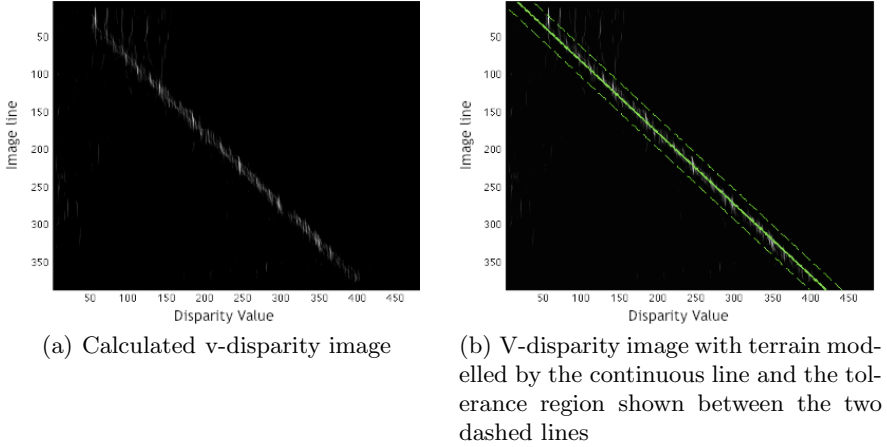 50
100
150
200
250
300
350
Image line
50 100 150 200 250 300 350 400 450
Disparity Value
(a) Calculated v-disparity image
50
100
150
200
250
300
350
Image line
50 100 150 200 250 300 350 400 450
Disparity Value
(b) V-disparity image with terrain mod-
elled by the continuous line and the tol-
erance region shown between the two
dashed lines